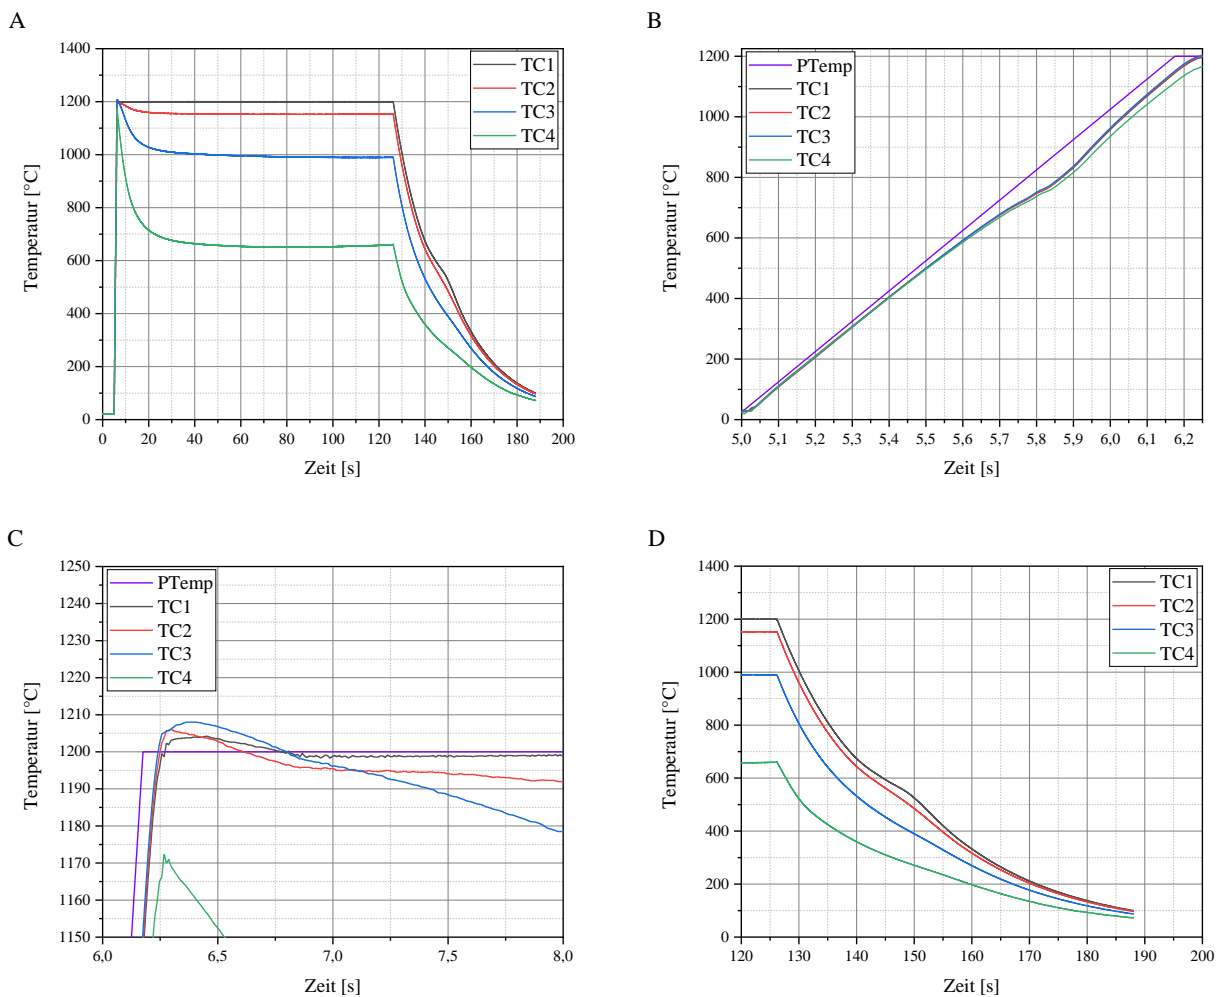 A
Temperatur [°C]
1400
1200
1000
800
600
400
200
0
0 20 40 60 80 100 120 140 160 180 200
Zeit [s]
TC1
TC2
TC3
TC4
B
Temperatur [°C]
1200
1000
800
600
400
200
0
5,0 5,1 5,2 5,3 5,4 5,5 5,6 5,7 5,8 5,9 6,0 6,1 6,2
Zeit [s]
PTemp
TC1
TC2
TC3
TC4
C
Temperatur [°C]
1250
1240
1230
1220
1210
1200
1190
1180
1170
1160
1150
6,0 6,5 7,0 7,5 8,0
Zeit [s]
PTemp
TC1
TC2
TC3
TC4
D
Temperatur [°C]
1400
1200
1000
800
600
400
200
0
120 130 140 150 160 170 180 190 200
Zeit [s]
TC1
TC2
TC3
TC4